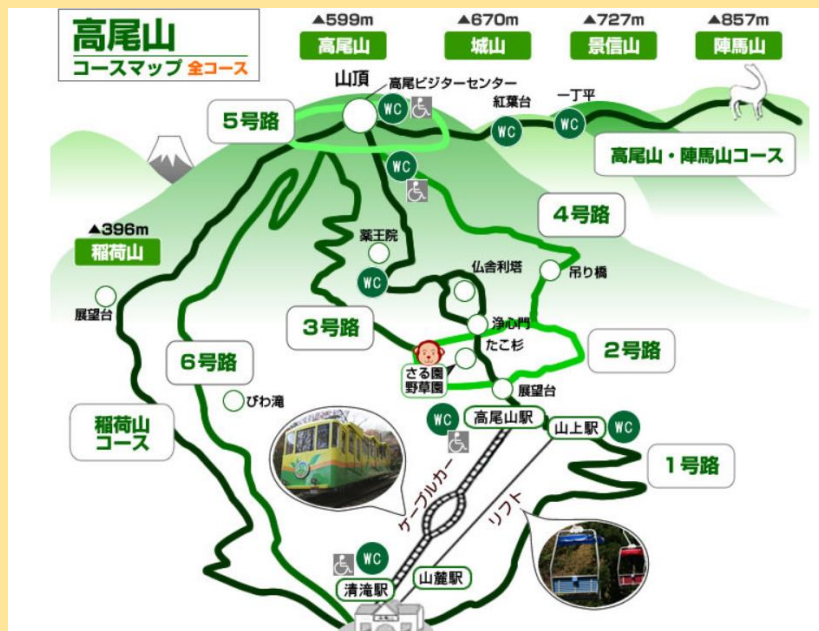 高尾山
コースマップ 全コース
▲599m
高尾山
▲670m
城山
▲727m
景信山
▲857m
陣馬山
山頂
高尾ビジターセンター
WC
紅葉台
WC
一丁平
WC
5号路
高尾山・陣馬山コース
WC
4号路
▲396m
稲荷山
展望台
薬王院
WC
仏舎利塔
吊り橋
3号路
浄心門
たこ杉
2号路
6号路
さる園
野草園
びわ滝
展望台
稲荷山
コース
WC
高尾山駅
山上駅
WC
1号路
ケーブルカー
リフト
WC
清滝駅
山麓駅